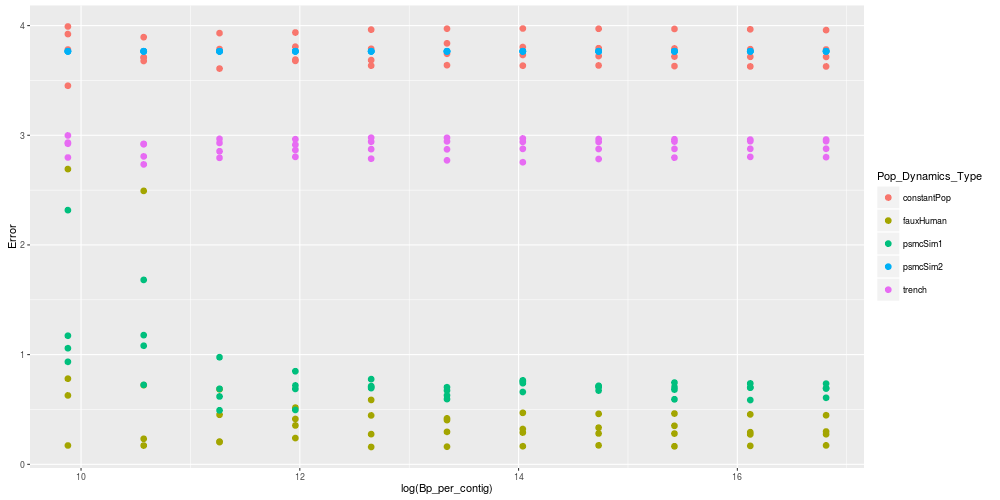 4
3
2
1
0
Error
10
12
14
16
log(Bp_per_contig)
Pop_Dynamics_Type
constantPop
fauxHuman
psmcSim1
psmcSim2
trench